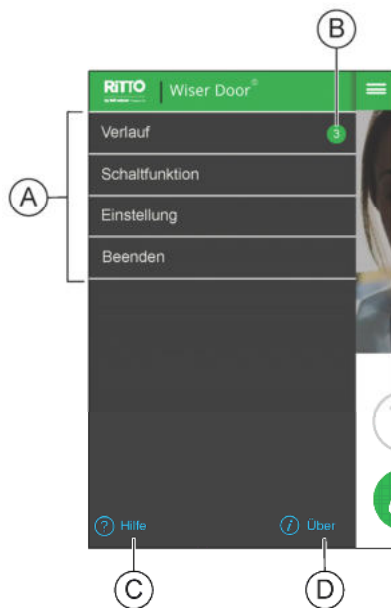 B
RITTO
Wiser Door®
Verlauf
3
A
Schaltfunktion
Einstellung
Beenden
? Hilfe
i Über
C
D